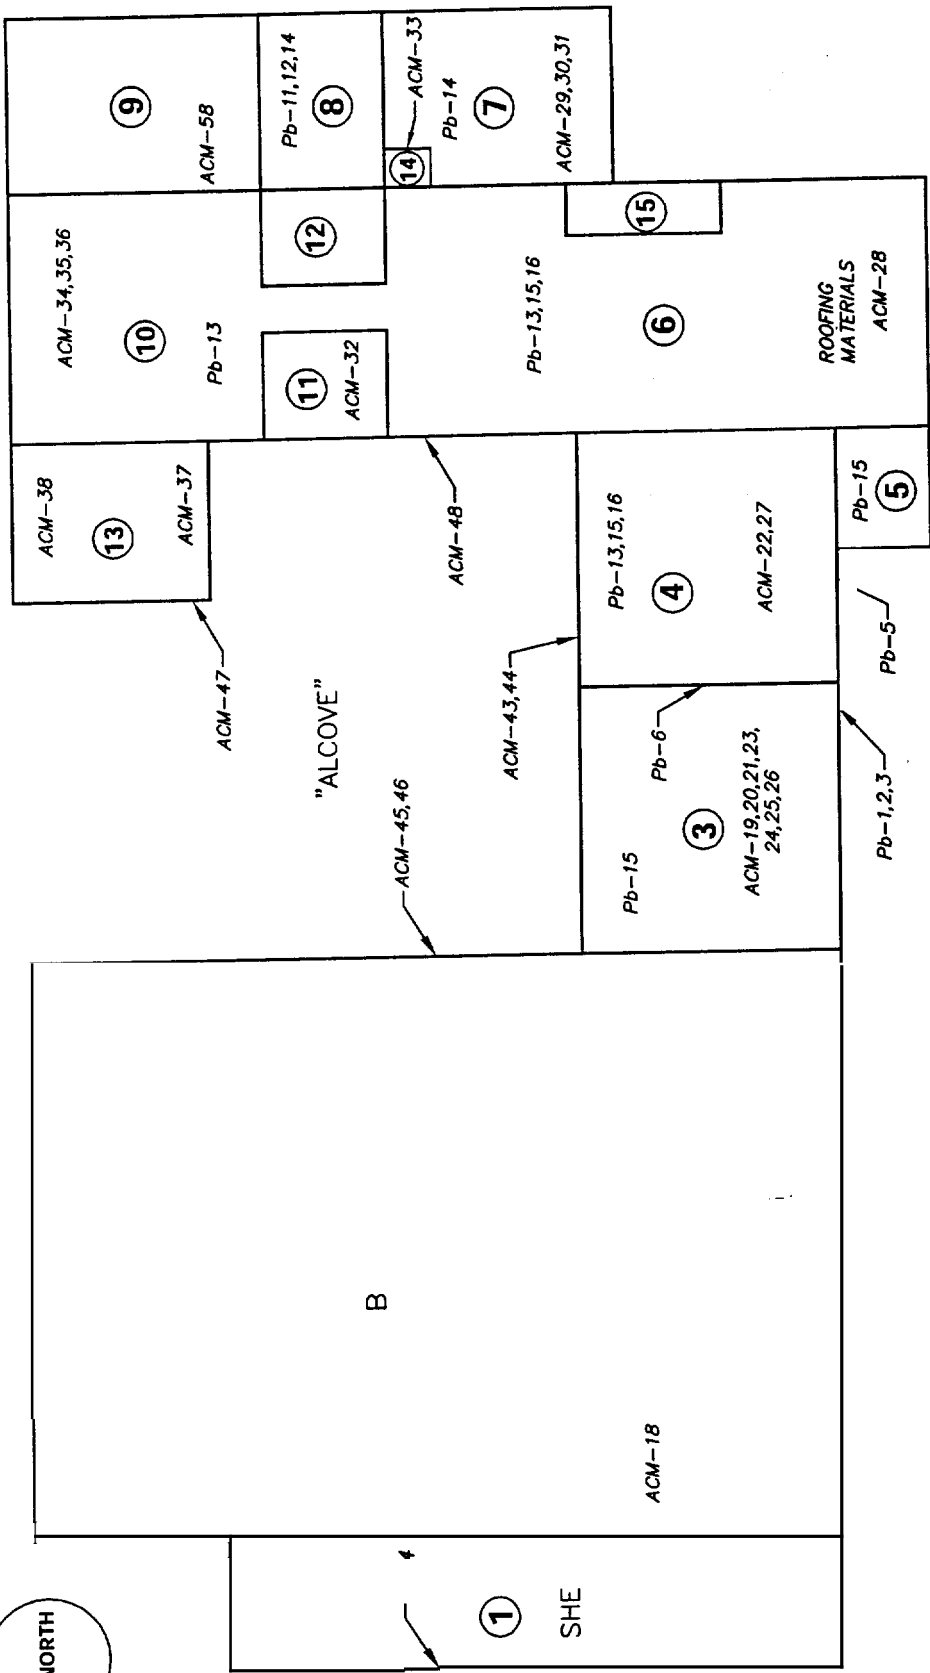 NORTH
1
SHE
4
B
ACM-18
"ALCOVE"
ACM-45,46
ACM-47
ACM-43,44
ACM-48
3
Pb-15
Pb-6
ACM-19,20,21,23,
24,25,26
Pb-1,2,3
Pb-5
4
Pb-13,15,16
ACM-22,27
Pb-15
5
ACM-38
13
ACM-37
ACM-34,35,36
10
Pb-13
11
ACM-32
12
Pb-13,15,16
6
15
ROOFING
MATERIALS
ACM-28
9
ACM-58
Pb-11,12,14
8
14
ACM-33
Pb-14
7
ACM-29,30,31